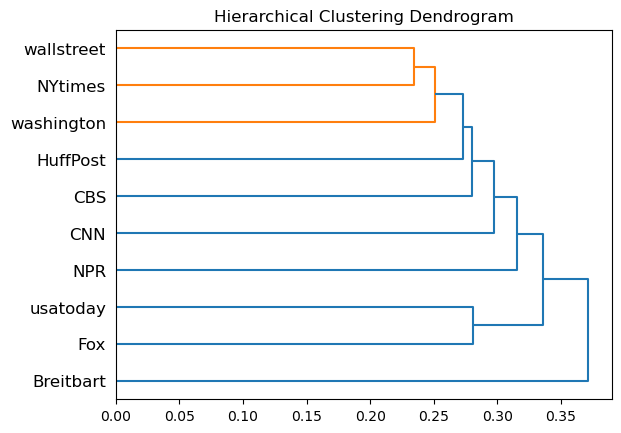 Hierarchical Clustering Dendrogram
wallstreet
NYtimes
washington
HuffPost
CBS
CNN
NPR
usatoday
Fox
Breitbart
0.00 0.05 0.10 0.15 0.20 0.25 0.30 0.35